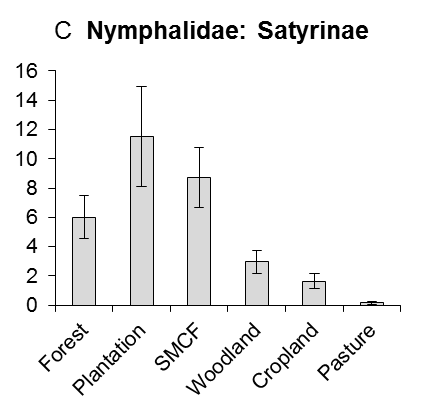 C Nymphalidae: Satyrinae
16
14
12
10
8
6
4
2
0
Forest
Plantation
SMCF
Woodland
Cropland
Pasture